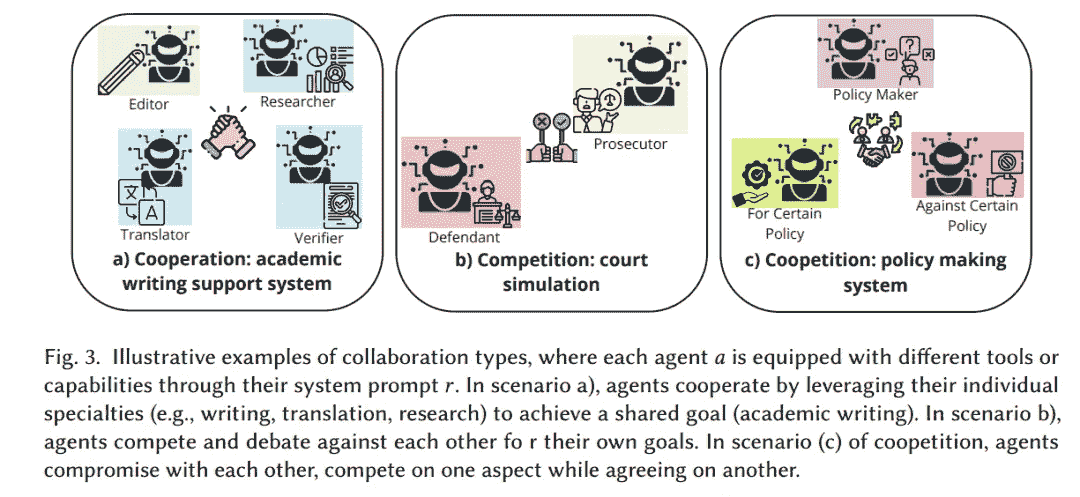 Editor
Researcher
Translator
Verifier
a) Cooperation: academic
writing support system
Prosecutor
Defendant
b) Competition: court
simulation
Policy Maker
For Certain
Policy
Against Certain
Policy
c) Coopetition: policy making
system
Fig. 3. Illustrative examples of collaboration types, where each agent a is equipped with different tools or
capabilities through their system prompt r. In scenario a), agents cooperate by leveraging their individual
specialties (e.g., writing, translation, research) to achieve a shared goal (academic writing). In scenario b),
agents compete and debate against each other fo r their own goals. In scenario (c) of coopetition, agents
compromise with each other, compete on one aspect while agreeing on another.